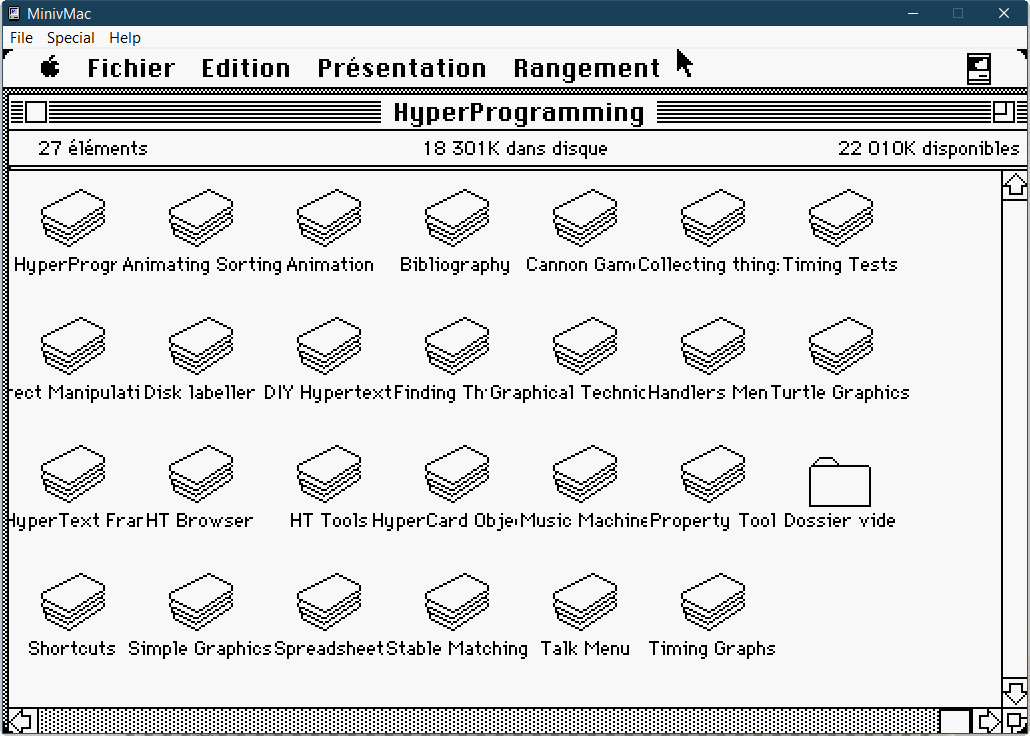 MinivMac
File Special Help
Fichier Edition Présentation Rangement
HyperProgramming
27 éléments 18 301K dans disque 22 010K disponibles
HyperProgr Animating Sorting Animation Bibliography Cannon Gam Collecting thing: Timing Tests
rect Manipulati Disk labeller DIY Hypertext Finding Th Graphical Technic Handlers Men Turtle Graphics
HyperText Fram HT Browser HT Tools HyperCard Obje Music Machine Property Tool Dossier vide
Shortcuts Simple Graphics Spreadsheet Stable Matching Talk Menu Timing Graphs